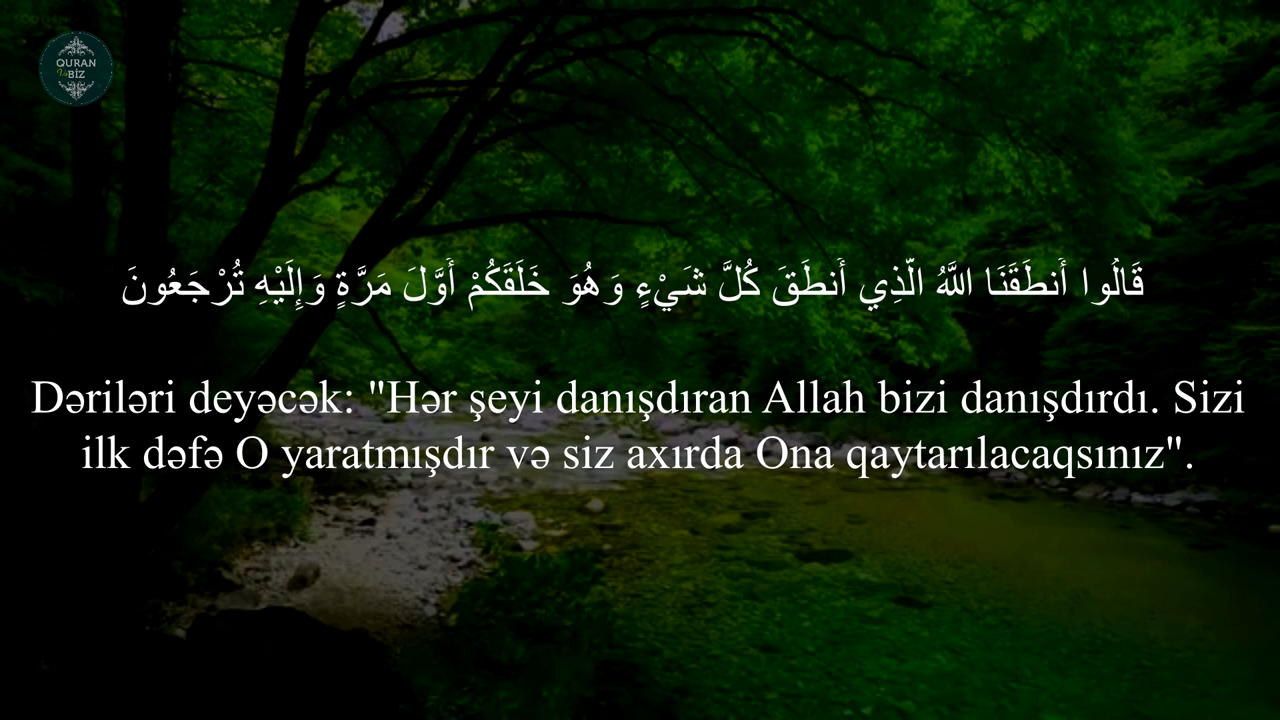 QURAN
Və
BİZ
قَالُوا أَنطَقَنَا اللَّهُ الَّذِي أَنطَقَ كُلَّ شَيْءٍ وَهُوَ خَلَقَكُمْ أَوَّلَ مَرَّةٍ وَإِلَيْهِ تُرْجَعُونَ
Dəriləri deyəcək: "Hər şeyi danışdıran Allah bizi danışdırdı. Sizi
ilk dəfə O yaratmışdır və siz axırda Ona qaytarılacaqsınız".